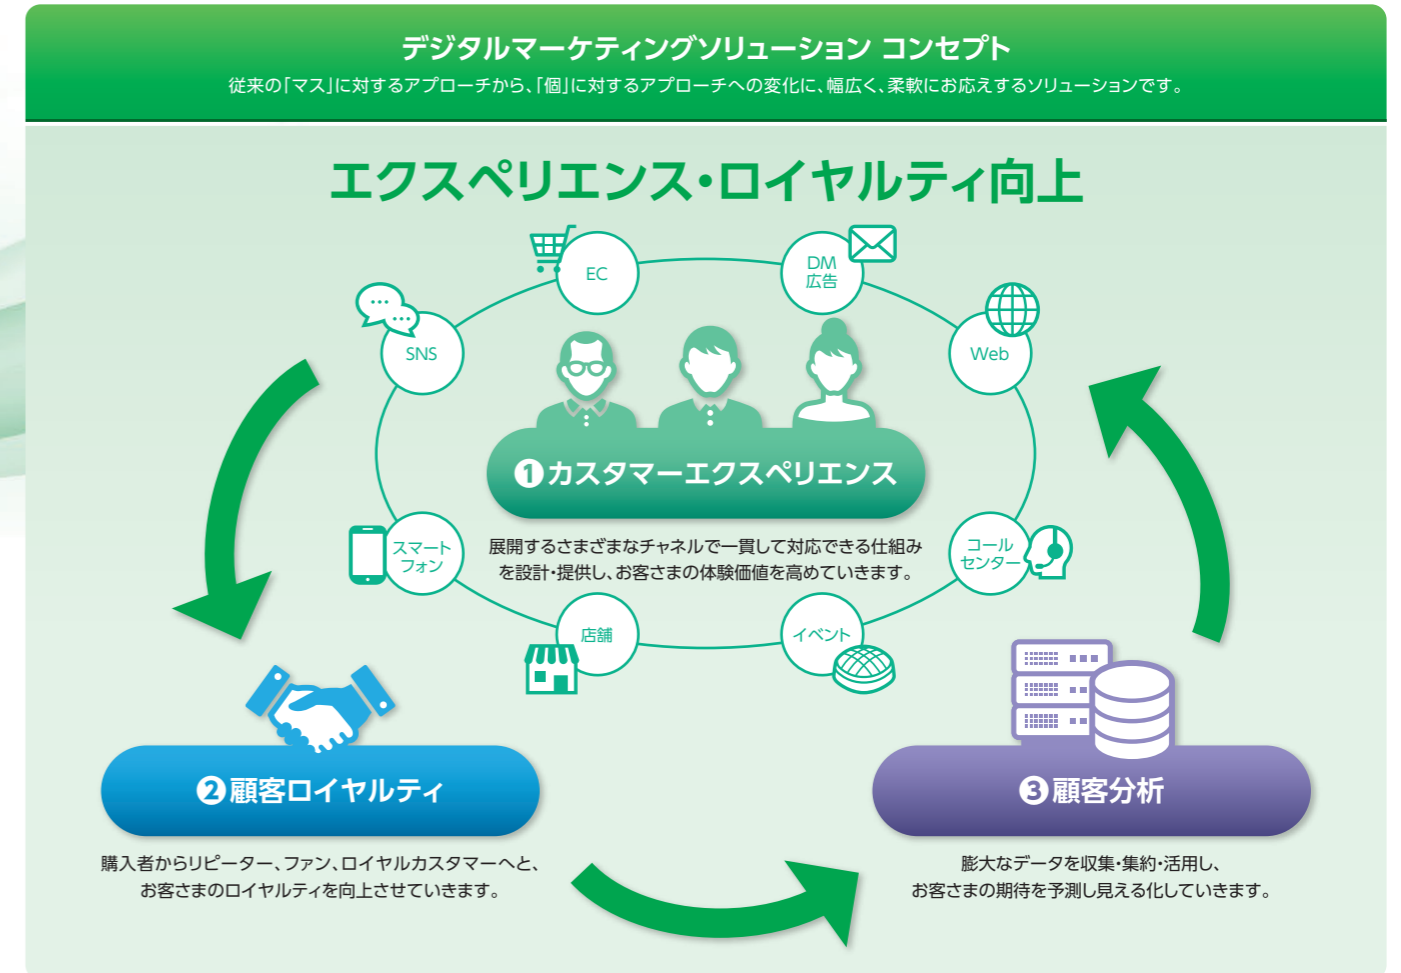 デジタルマーケティングソリューション コンセプト
従来の「マス」に対するアプローチから、「個」に対するアプローチへの変化に、幅広く、柔軟にお応えするソリューションです。
エクスペリエンス・ロイヤルティ向上
EC
DM
広告
SNS
Web
❶カスタマーエクスペリエンス
展開するさまざまなチャネルで一貫して対応できる仕組み
を設計・提供し、お客さまの体験価値を高めていきます。
スマート
フォン
コール
センター
店舗
イベント
❷顧客ロイヤルティ
購入者からリピーター、ファン、ロイヤルカスタマーへと、
お客さまのロイヤルティを向上させていきます。
❸顧客分析
膨大なデータを収集・集約・活用し、
お客さまの期待を予測し見える化していきます。